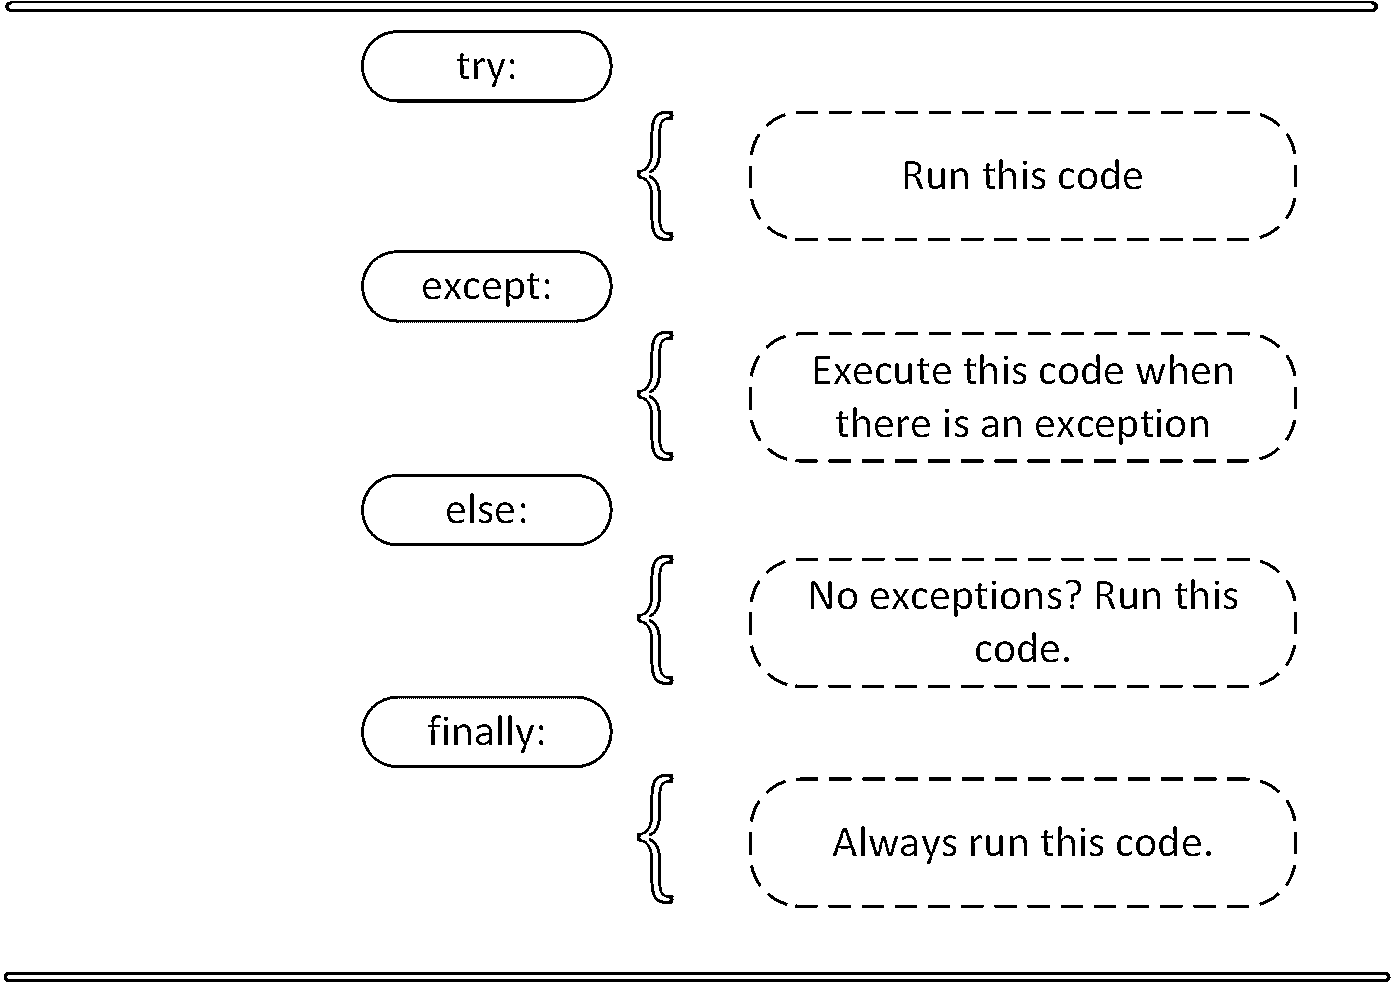 try:
Run this code
except:
Execute this code when
there is an exception
else:
No exceptions? Run this
code.
finally:
Always run this code.